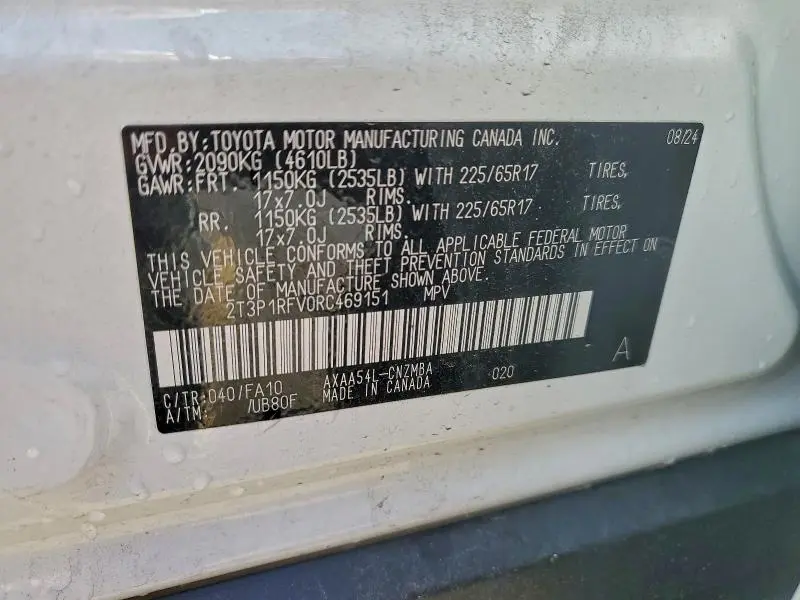 MFD.BY:TOYOTA MOTOR MANUFACTURING CANADA INC. 08/24
GVWR:2090KG (4610LB)
GAWR:FRT. 1150KG (2535LB) WITH 225/65R17 TIRES,
17x7.0J RIMS.
RR. 1150KG (2535LB) WITH 225/65R17 TIRES,
17x7.0J RIMS.
THIS VEHICLE CONFORMS TO ALL APPLICABLE FEDERAL MOTOR
VEHICLE SAFETY AND THEFT PREVENTION STANDARDS IN EFFECT ON
THE DATE OF MANUFACTURE SHOWN ABOVE.
2T3P1RFV0RC469151 MPV
A
C/TR:040/FA10 AXAA54L-CNZMBA 020
A/TM: /UB80F MADE IN CANADA